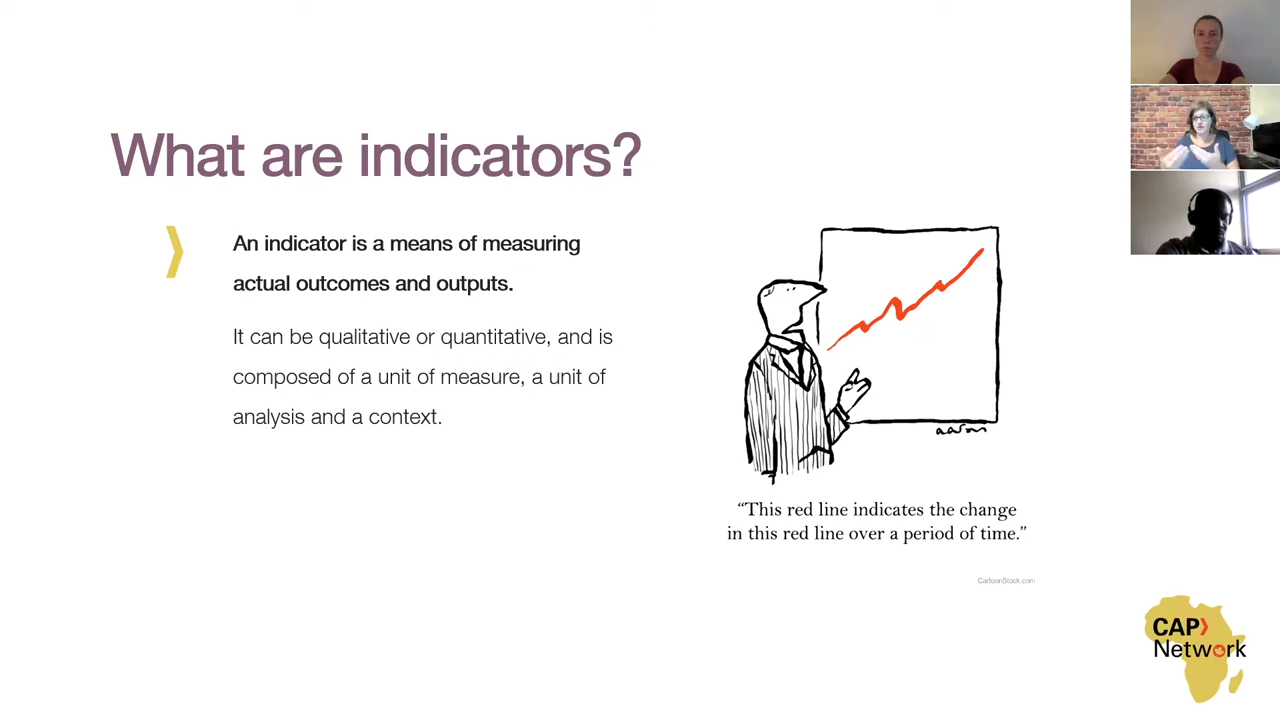 What are indicators?
An indicator is a means of measuring
actual outcomes and outputs.
It can be qualitative or quantitative, and is
composed of a unit of measure, a unit of
analysis and a context.
aaron
“This red line indicates the change
in this red line over a period of time.”
CartoonStock.com
CAP
Network